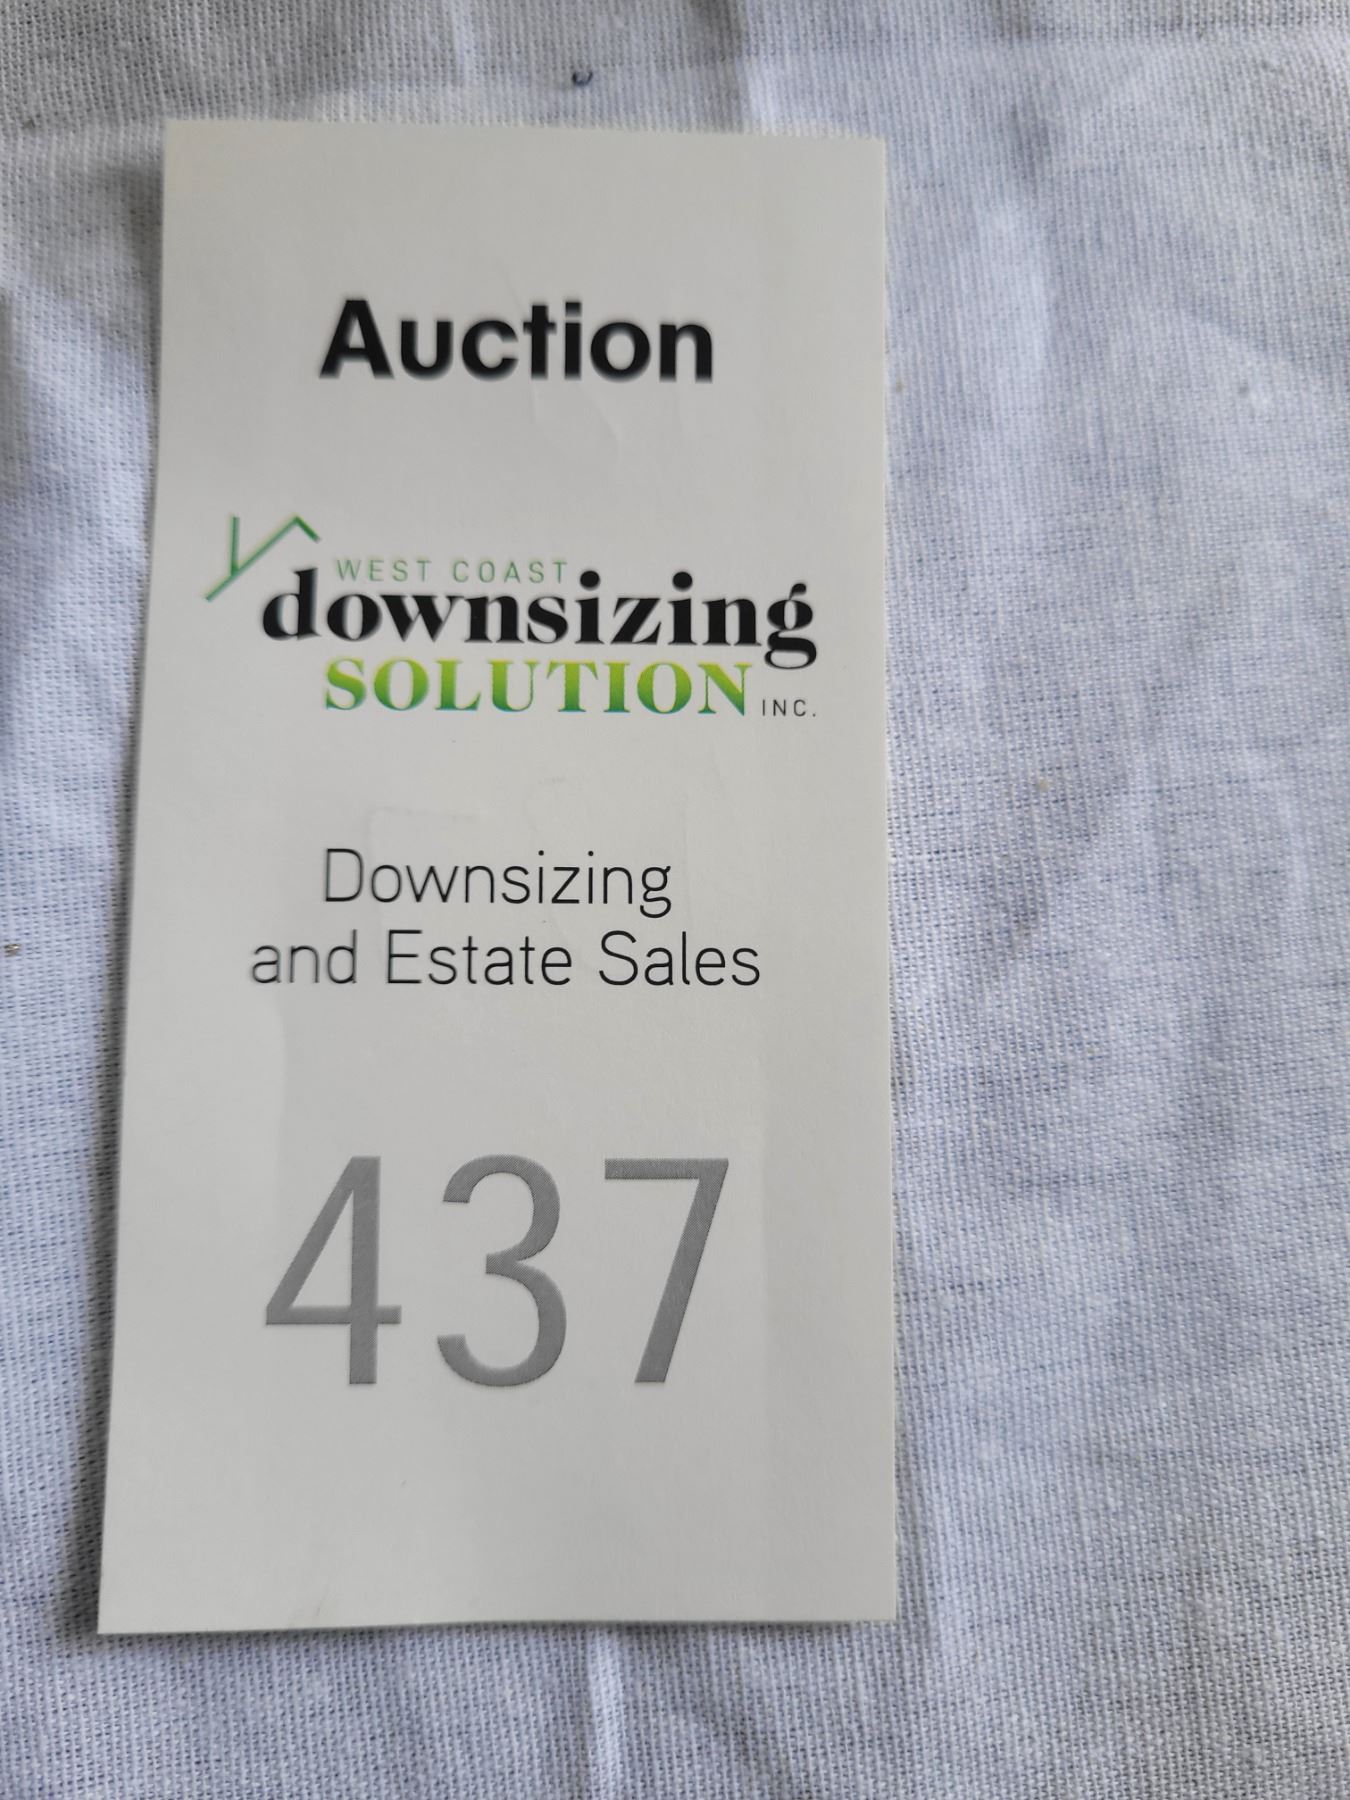 Auction
WEST COAST
downsizing
SOLUTION INC.
Downsizing
and Estate Sales
437